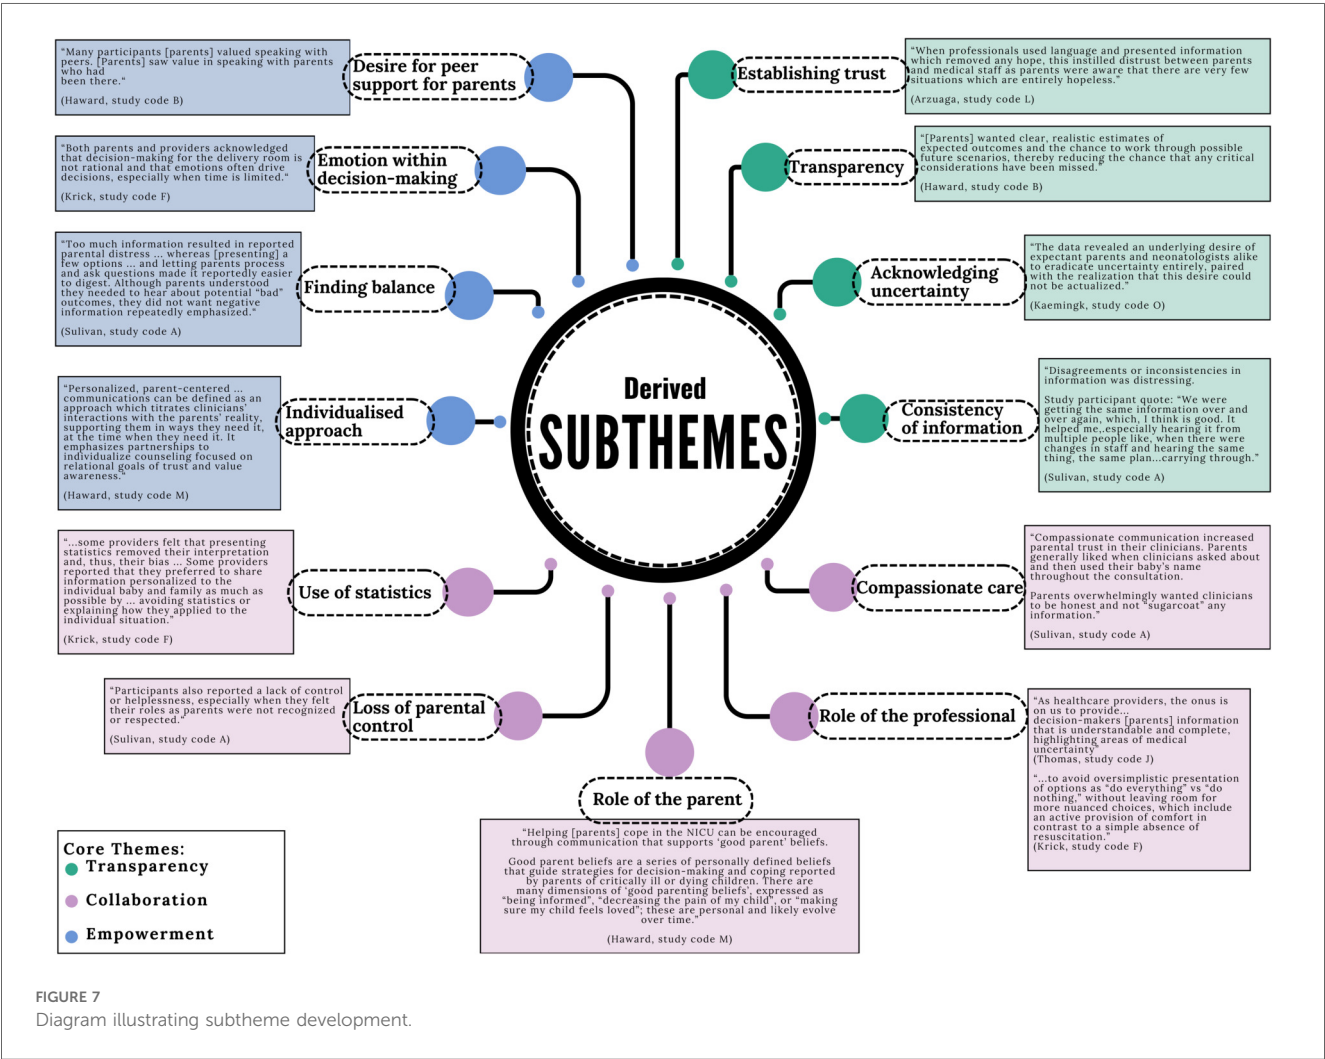 "Many participants [parents] valued speaking with
peers. [Parents] saw value in speaking with parents
who had
been there."
(Haward, study code B)
Desire for peer
support for parents
"Both parents and providers acknowledged
that decision-making for the delivery room is
not rational and that emotions often drive
decisions, especially when time is limited."
(Krick, study code F)
Emotion within
decision-making
"Too much information resulted in reported
parental distress ... whereas [presenting] a
few options ... and letting parents process
and ask questions made it reportedly easier
to digest. Although parents understood
they needed to hear about potential "bad"
outcomes, they did not want negative
information repeatedly emphasized."
(Sulivan, study code A)
Finding balance
"Personalized, parent-centered ...
communications can be defined as an
approach which titrates clinicians'
interactions with the parents' reality,
supporting them in ways they need it,
at the time when they need it. It
emphasizes partnerships to
individualize counseling focused on
relational goals of trust and value
awareness."
(Haward, study code M)
Individualised
approach
"...some providers felt that presenting
statistics removed their interpretation
and, thus, their bias ... Some providers
reported that they preferred to share
information personalized to the
individual baby and family as much as
possible by ... avoiding statistics or
explaining how they applied to the
individual situation."
(Krick, study code F)
Use of statistics
"Participants also reported a lack of control
or helplessness, especially when they felt
their roles as parents were not recognized
or respected."
(Sulivan, study code A)
Loss of parental
control
Derived
SUBTHEMES
Establishing trust
"When professionals used language and presented information
which removed any hope, this instilled distrust between parents
and medical staff as parents were aware that there are very few
situations which are entirely hopeless."
(Arzuaga, study code L)
Transparency
"[Parents] wanted clear, realistic estimates of
expected outcomes and the chance to work through possible
future scenarios, thereby reducing the chance that any critical
considerations have been missed."
(Haward, study code B)
Acknowledging
uncertainty
"The data revealed an underlying desire of
expectant parents and neonatologists alike
to eradicate uncertainty entirely, paired
with the realization that this desire could
not be actualized."
(Kaemingk, study code O)
Consistency
of information
"Disagreements or inconsistencies in
information was distressing.
Study participant quote: "We were
getting the same information over and
over again, which, I think is good. It
helped me,.especially hearing it from
multiple people like, when there were
changes in staff and hearing the same
thing, the same plan...carrying through."
(Sulivan, study code A)
Compassionate care
"Compassionate communication increased
parental trust in their clinicians. Parents
generally liked when clinicians asked about
and then used their baby's name
throughout the consultation.
Parents overwhelmingly wanted clinicians
to be honest and not "sugarcoat" any
information."
(Sulivan, study code A)
Role of the professional
"As healthcare providers, the onus is
on us to provide...
decision-makers [parents] information
that is understandable and complete,
highlighting areas of medical
uncertainty"
(Thomas, study code J)
"...to avoid oversimplistic presentation
of options as "do everything" vs "do
nothing," without leaving room for
more nuanced choices, which include
an active provision of comfort in
contrast to a simple absence of
resuscitation."
(Krick, study code F)
Role of the parent
"Helping [parents] cope in the NICU can be encouraged
through communication that supports 'good parent' beliefs.
Good parent beliefs are a series of personally defined beliefs
that guide strategies for decision-making and coping reported
by parents of critically ill or dying children. There are
many dimensions of 'good parenting beliefs', expressed as
"being informed", "decreasing the pain of my child", or "making
sure my child feels loved"; these are personal and likely evolve
over time."
(Haward, study code M)
Core Themes:
Transparency
Collaboration
Empowerment
FIGURE 7
Diagram illustrating subtheme development.